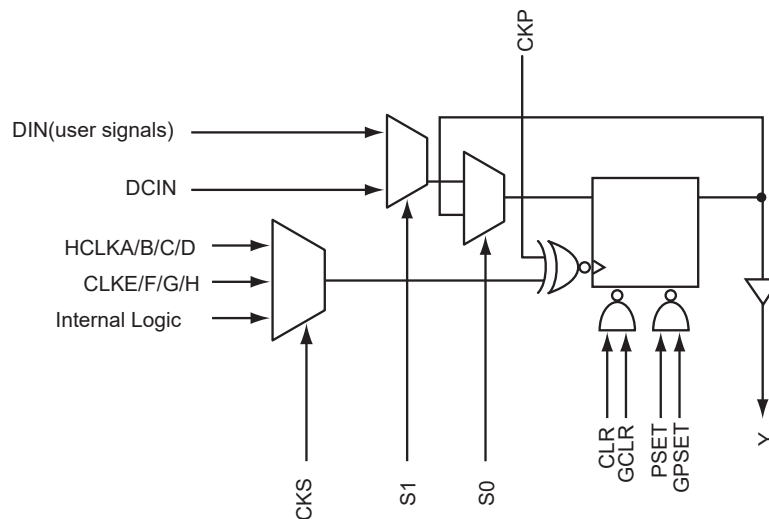 CKP
DIN(user signals)
DCIN
HCLKA/B/C/D
CLKE/F/G/H
Internal Logic
CKS
S1
S0
CLR
GCLR
PSET
GPSET
Y